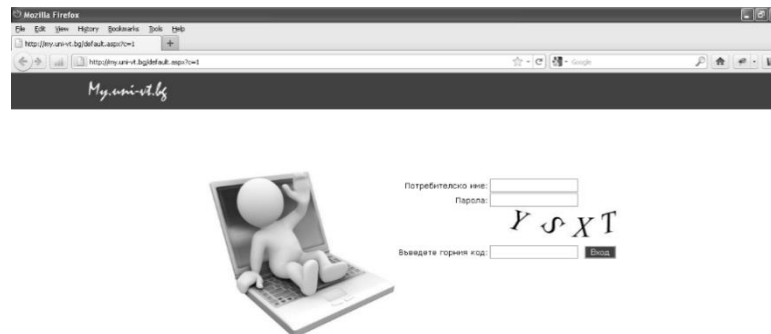 Mozilla Firefox
File Edit View History Bookmarks Tools Help
http://my.uni-vt.bg/default.aspx?c=1
http://my.uni-vt.bg/default.aspx?c=1
Google
My.uni-vt.bg
Потребителско име:
Парола:
Y S X T
Въведете горния код:
Вход